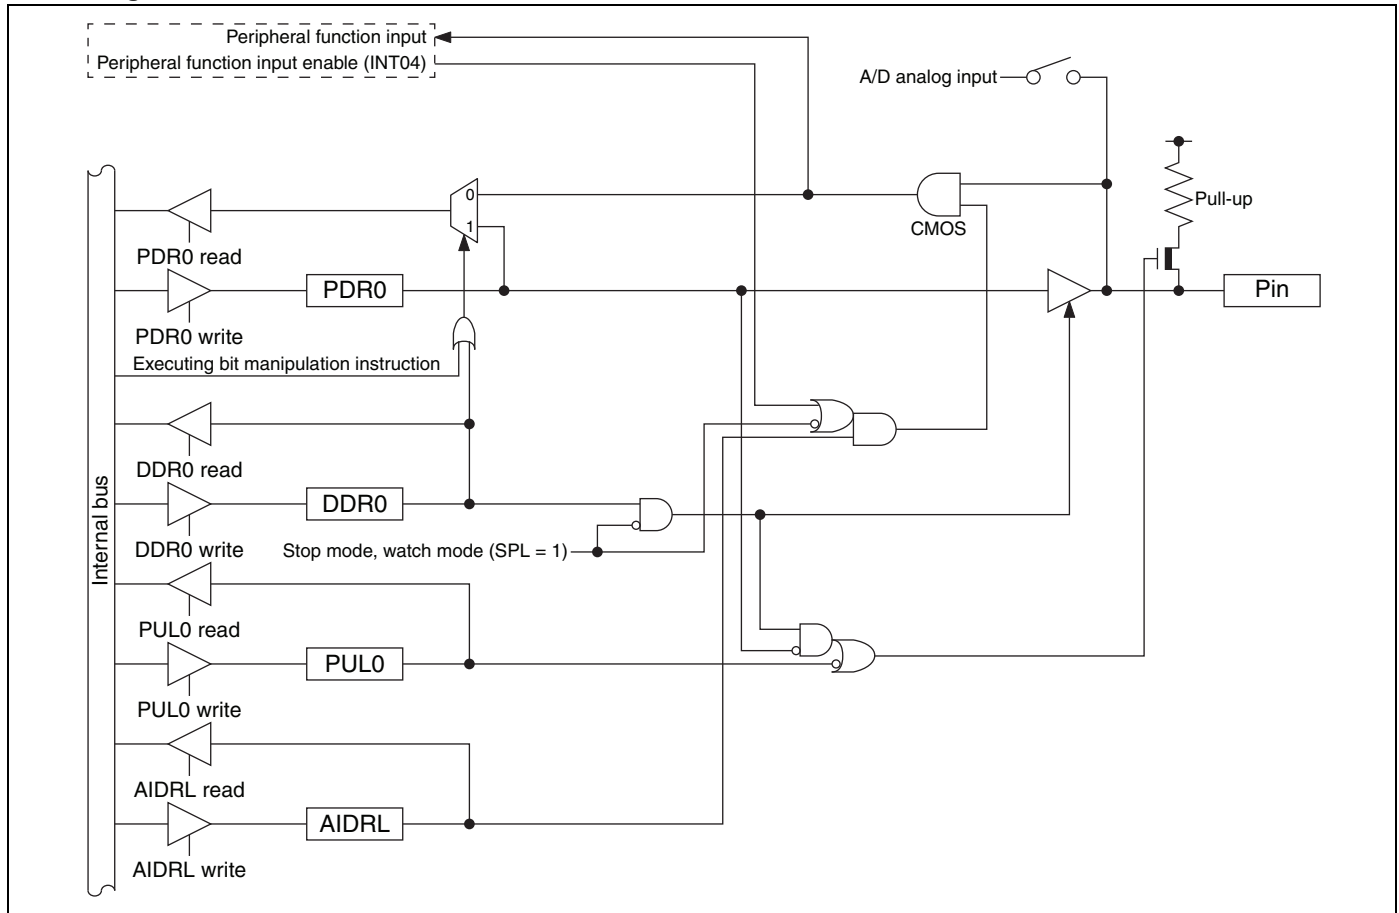 Peripheral function input
Peripheral function input enable (INT04)
A/D analog input
0
Pull-up
1
CMOS
PDR0 read
PDR0
Pin
PDR0 write
Executing bit manipulation instruction
DDR0 read
Internal bus
DDR0
DDR0 write
Stop mode, watch mode (SPL = 1)
PUL0 read
PUL0
PUL0 write
AIDRL read
AIDRL
AIDRL write